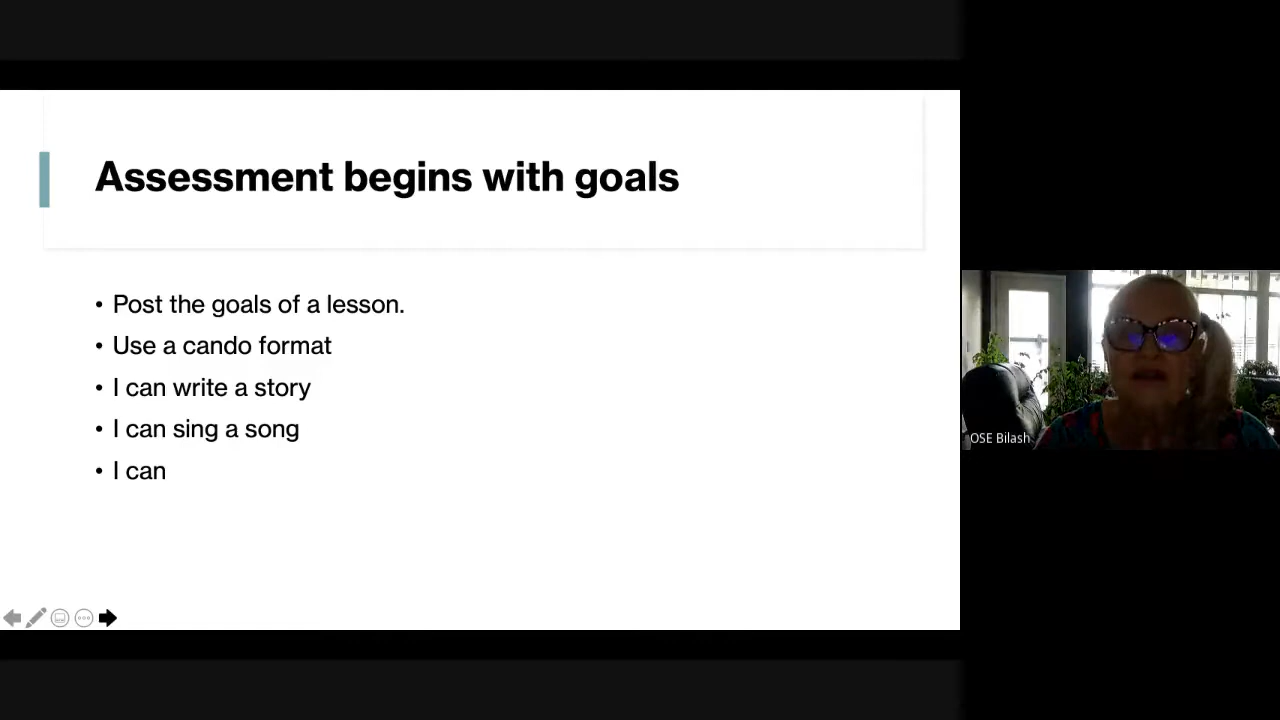 Assessment begins with goals
• Post the goals of a lesson.
• Use a cando format
• I can write a story
• I can sing a song
• I can
OSE Bilash